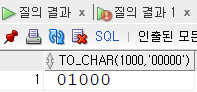 질의 결과 x 질의 결과 1 x
SQL | 인출된 모든
TO_CHAR(1000,'00000')
1 01000